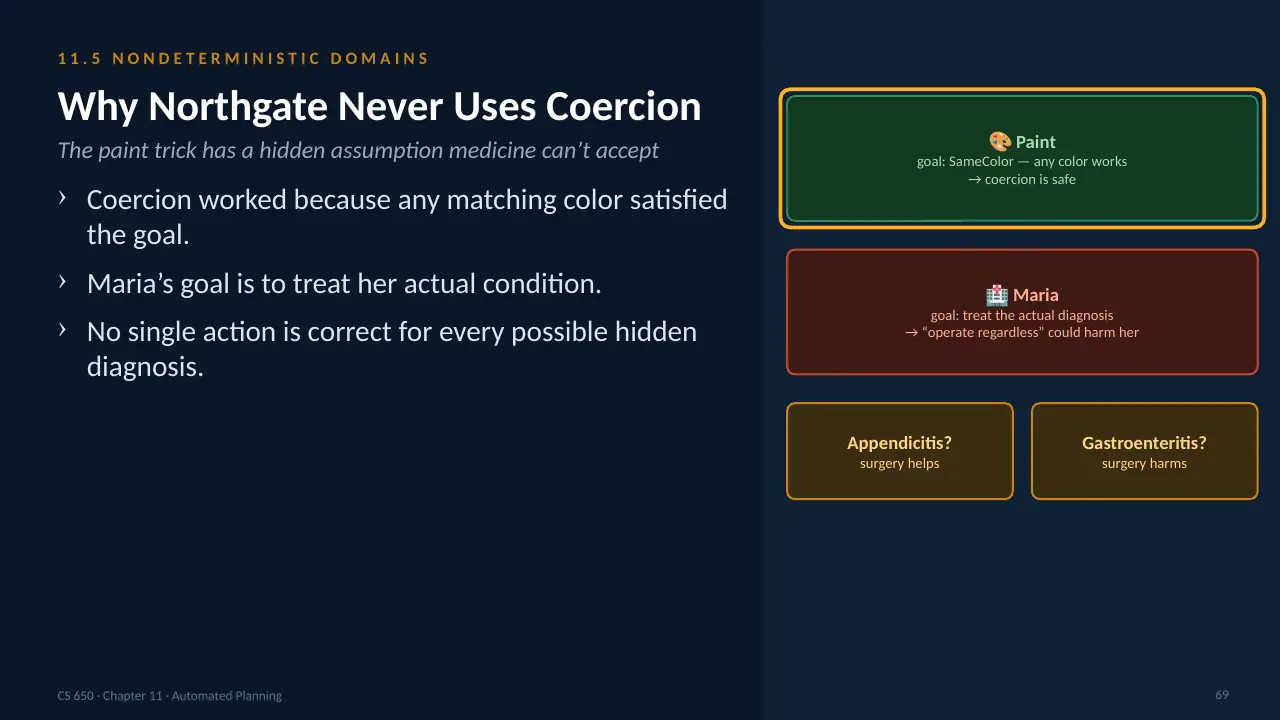 11.5 NONDETERMINISTIC DOMAINS
Why Northgate Never Uses Coercion
The paint trick has a hidden assumption medicine can’t accept
› Coercion worked because any matching color satisfied
the goal.
› Maria’s goal is to treat her actual condition.
› No single action is correct for every possible hidden
diagnosis.
🎨 Paint
goal: SameColor — any color works
→ coercion is safe
🏥 Maria
goal: treat the actual diagnosis
→ “operate regardless” could harm her
Appendicitis?
surgery helps
Gastroenteritis?
surgery harms
CS 650 · Chapter 11 · Automated Planning
69